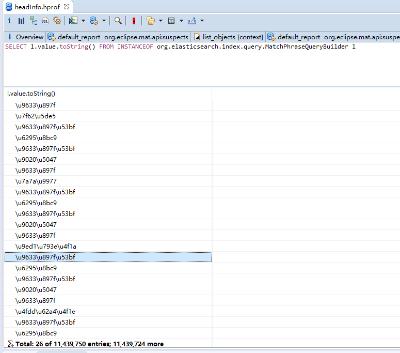 headInfo.hprof
i Overview default_report org.eclipse.mat.api:suspects list_objects [context] default_report org.eclipse.mat.api:suspects
SELECT l.value.toString() FROM INSTANCEOF org.elasticsearch.index.query.MatchPhraseQueryBuilder l
l.value.toString()
\u9633\u897f
\u7f62\u5de5
\u9633\u897f\u53bf
\u6295\u8bc9
\u9633\u897f\u53bf
\u9020\u5047
\u9633\u897f
\u7a7a\u9977
\u9633\u897f\u53bf
\u6295\u8bc9
\u9633\u897f\u53bf
\u9020\u5047
\u9633\u897f
\u9ed1\u793e\u4f1a
\u9633\u897f\u53bf
\u6295\u8bc9
\u9633\u897f\u53bf
\u9020\u5047
\u9633\u897f
\u4fdd\u62a4\u4f1e
\u9633\u897f\u53bf
\u6295\u8bc9
Total: 26 of 11,439,750 entries; 11,439,724 more